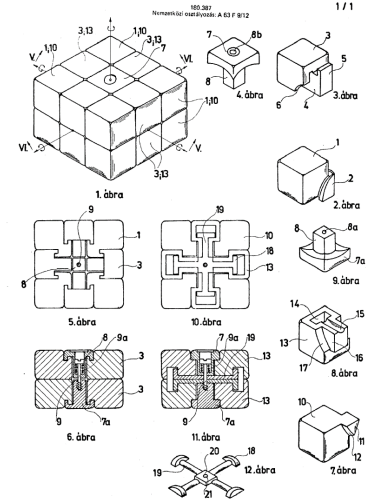 180.387
Nemzetközi osztályozás: A 63 F 9/12
1/1
1,10
3,13
1,10
3,13
7
V.
VI.
1,10
3,13
VI.
V.
1. ábra
7
8b
8
4. ábra
3
5
6
4
3. ábra
1
2
2. ábra
8
8a
7a
9. ábra
9
1
3
8
5. ábra
19
10
18
13
10. ábra
14
15
13
16
17
8. ábra
8
9a
3
3
9
7a
6. ábra
7
9a
19
13
13
9
7a
11. ábra
10
11
12
7. ábra
20
18
19
21
12. ábra